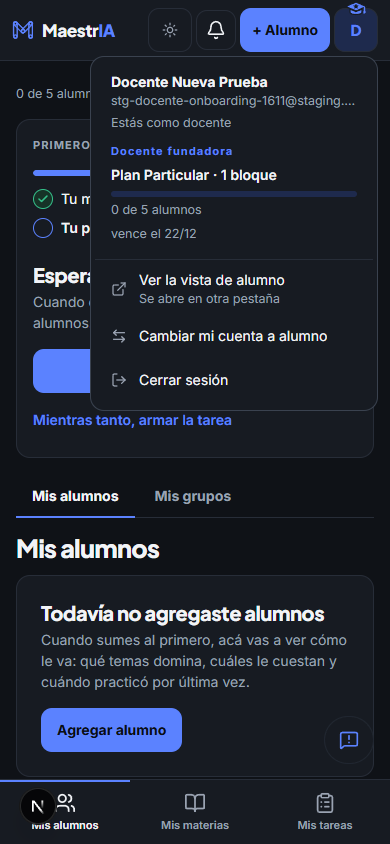 MaestrIA
+ Alumno
D
0 de 5 alumn
Docente Nueva Prueba
stg-docente-onboarding-1611@staging....
Estás como docente
Docente fundadora
Plan Particular · 1 bloque
0 de 5 alumnos
vence el 22/12
Ver la vista de alumno
Se abre en otra pestaña
Cambiar mi cuenta a alumno
Cerrar sesión
PRIMERO
Tu m
Tu p
Espera
Cuando
alumnos
Mientras tanto, armar la tarea
Mis alumnos
Mis grupos
Mis alumnos
Todavía no agregaste alumnos
Cuando sumes al primero, acá vas a ver cómo
le va: qué temas domina, cuáles le cuestan y
cuándo practicó por última vez.
Agregar alumno
N
Mis alumnos
Mis materias
Mis tareas